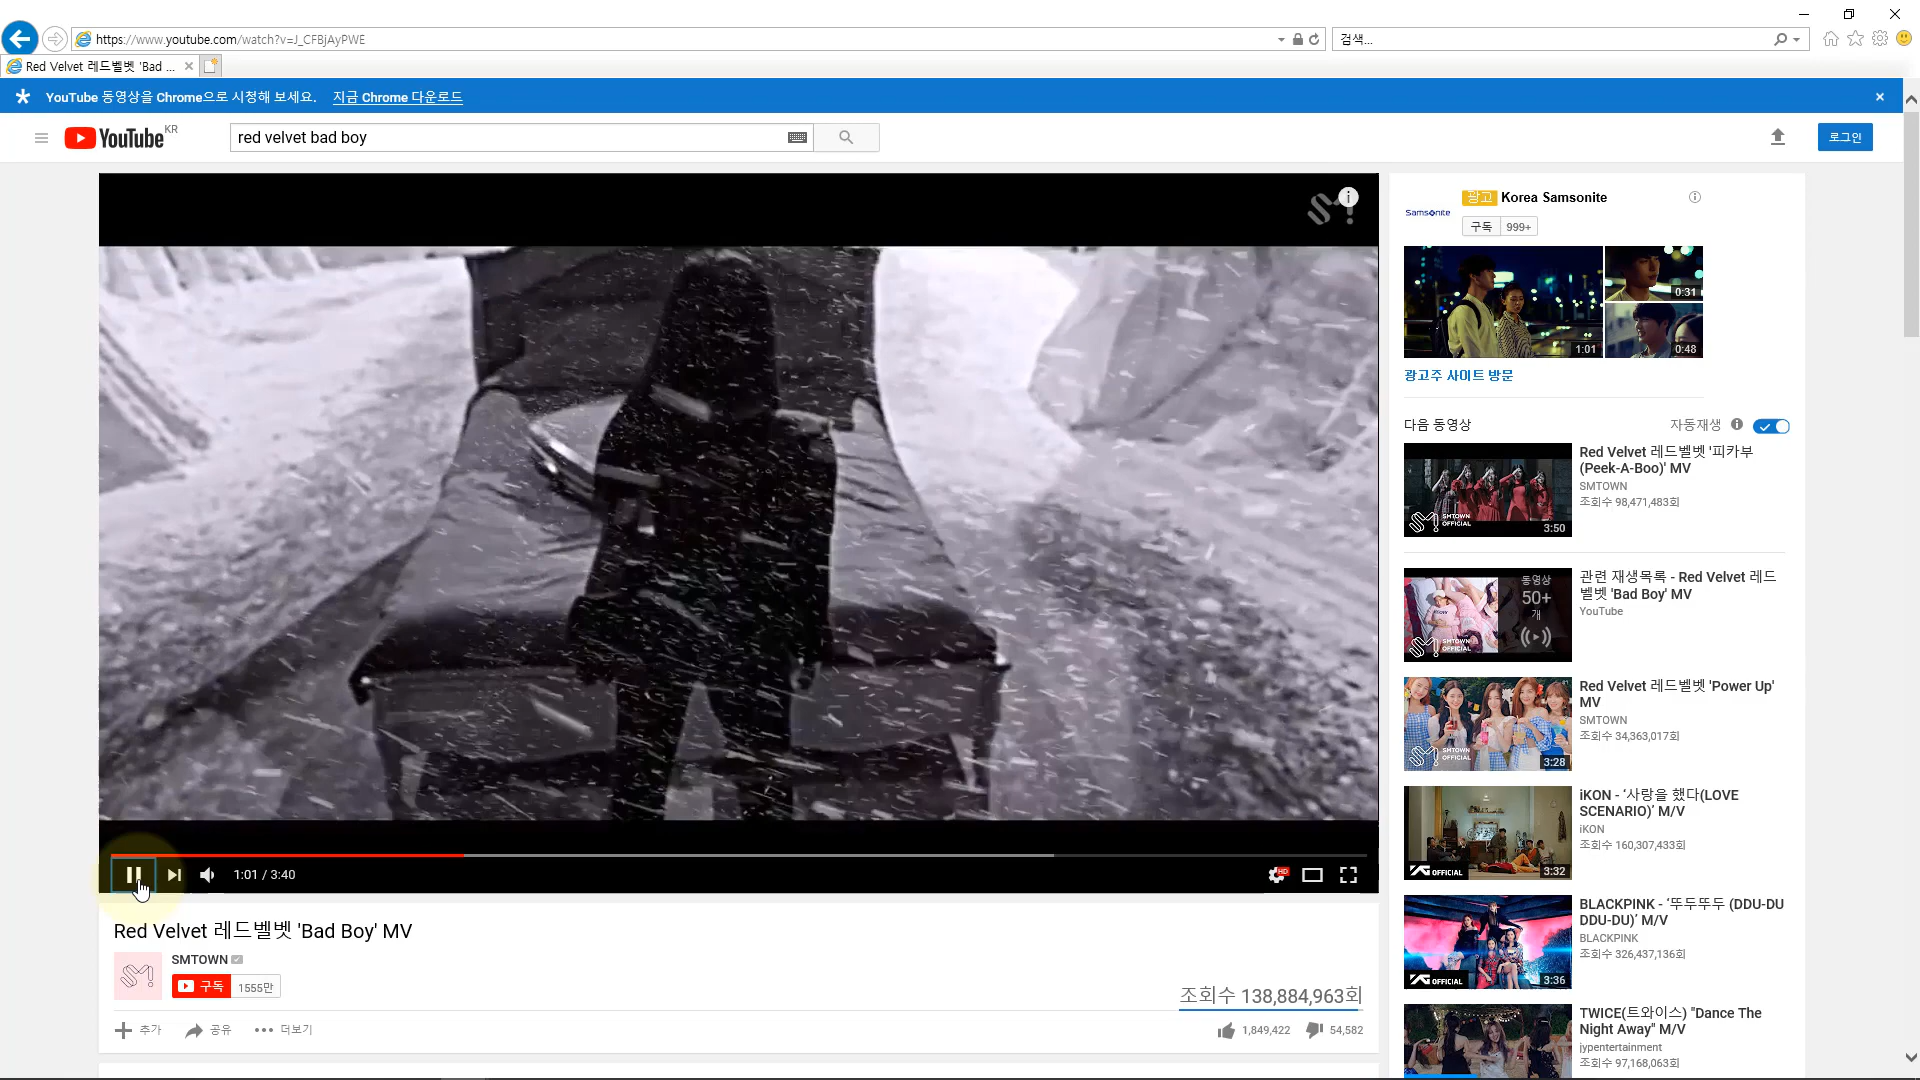 https://www.youtube.com/watch?v=J_CFBjAyPWE
검색...
Red Velvet 레드벨벳 'Bad ...
YouTube 동영상을 Chrome으로 시청해 보세요. 지금 Chrome 다운로드
YouTube KR
red velvet bad boy
로그인
광고 Korea Samsonite
Samsonite
구독 999+
0:31
1:01
0:48
광고주 사이트 방문
다음 동영상
자동재생
Red Velvet 레드벨벳 '피카부
(Peek-A-Boo)' MV
SMTOWN
조회수 98,471,483회
SMTOWN
OFFICIAL
3:50
관련 재생목록 - Red Velvet 레드
벨벳 'Bad Boy' MV
YouTube
동영상
50+
개
SMTOWN
OFFICIAL
Red Velvet 레드벨벳 'Power Up'
MV
SMTOWN
조회수 34,363,017회
SMTOWN
OFFICIAL
3:28
iKON - ‘사랑을 했다(LOVE
SCENARIO)’ M/V
iKON
조회수 160,307,433회
YG OFFICIAL
3:32
BLACKPINK - ‘뚜두뚜두 (DDU-DU
DDU-DU)’ M/V
BLACKPINK
조회수 326,437,136회
YG OFFICIAL
3:36
TWICE(트와이스) "Dance The
Night Away" M/V
jypentertainment
조회수 97,168,063회
1:01 / 3:40
HD
Red Velvet 레드벨벳 'Bad Boy' MV
SMTOWN
구독 1555만
조회수 138,884,963회
추가 공유 더보기
1,849,422 54,582